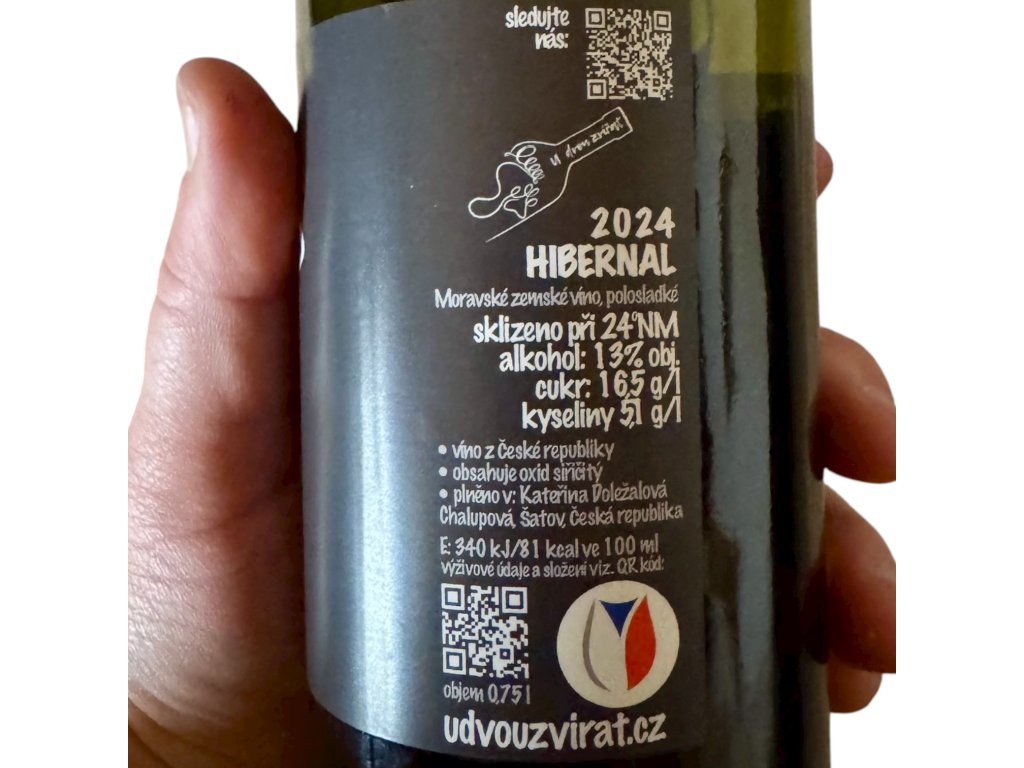 sledujte
nás:
U dvou zvířat
2024
HIBERNAL
Moravské zemské víno, polosladké
sklizeno při 24°NM
alkohol: 13% obj.
cukr: 16,5 g/l
kyseliny 5,1 g/l
• víno z České republiky
• obsahuje oxid siřičitý
• plněno v: Kateřina Doležalová
Chalupová, Šatov, Česká republika
E: 340 kJ/81 kcal ve 100 ml
výživové údaje a složení viz. QR kód:
objem 0,75 l
udvouzvirat.cz